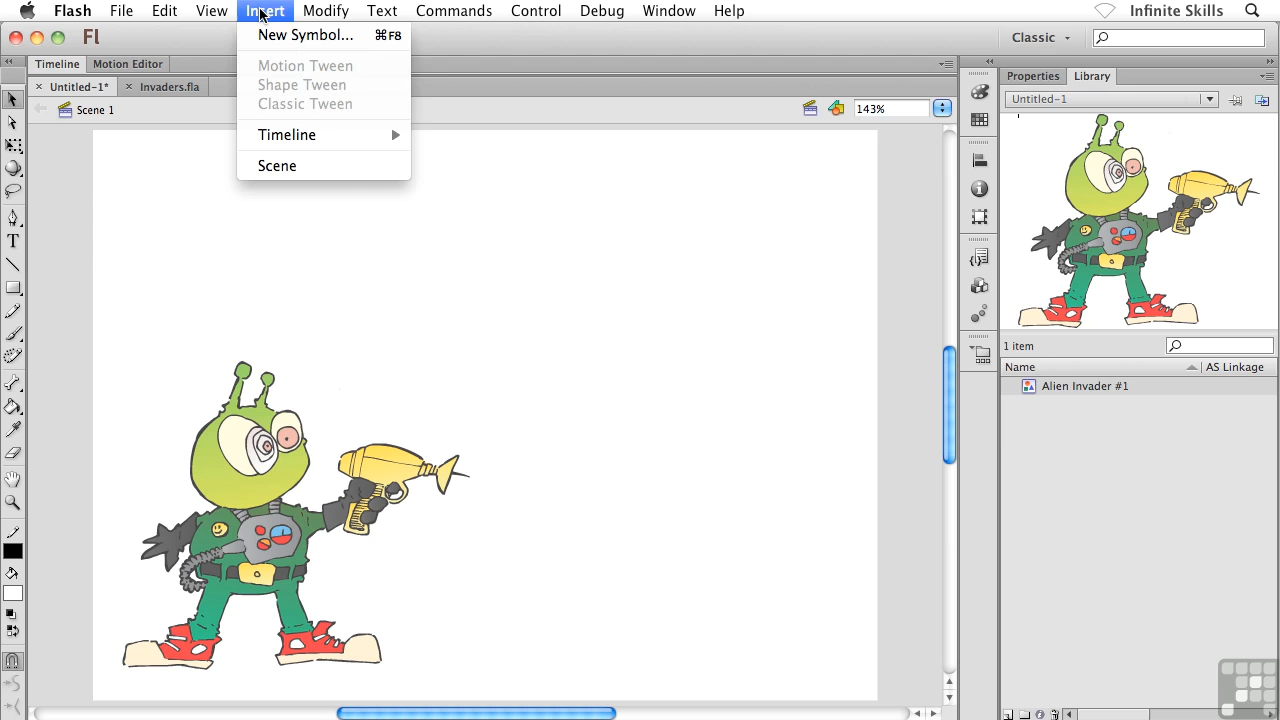 Flash File Edit View Insert Modify Text Commands Control Debug Window Help Infinite Skills
Fl Classic
New Symbol... ⌘F8
Motion Tween
Shape Tween
Classic Tween
Timeline
Scene
Timeline Motion Editor
Untitled-1* Invaders.fla
Scene 1 143%
Properties Library
Untitled-1
1 item
Name AS Linkage
Alien Invader #1
T